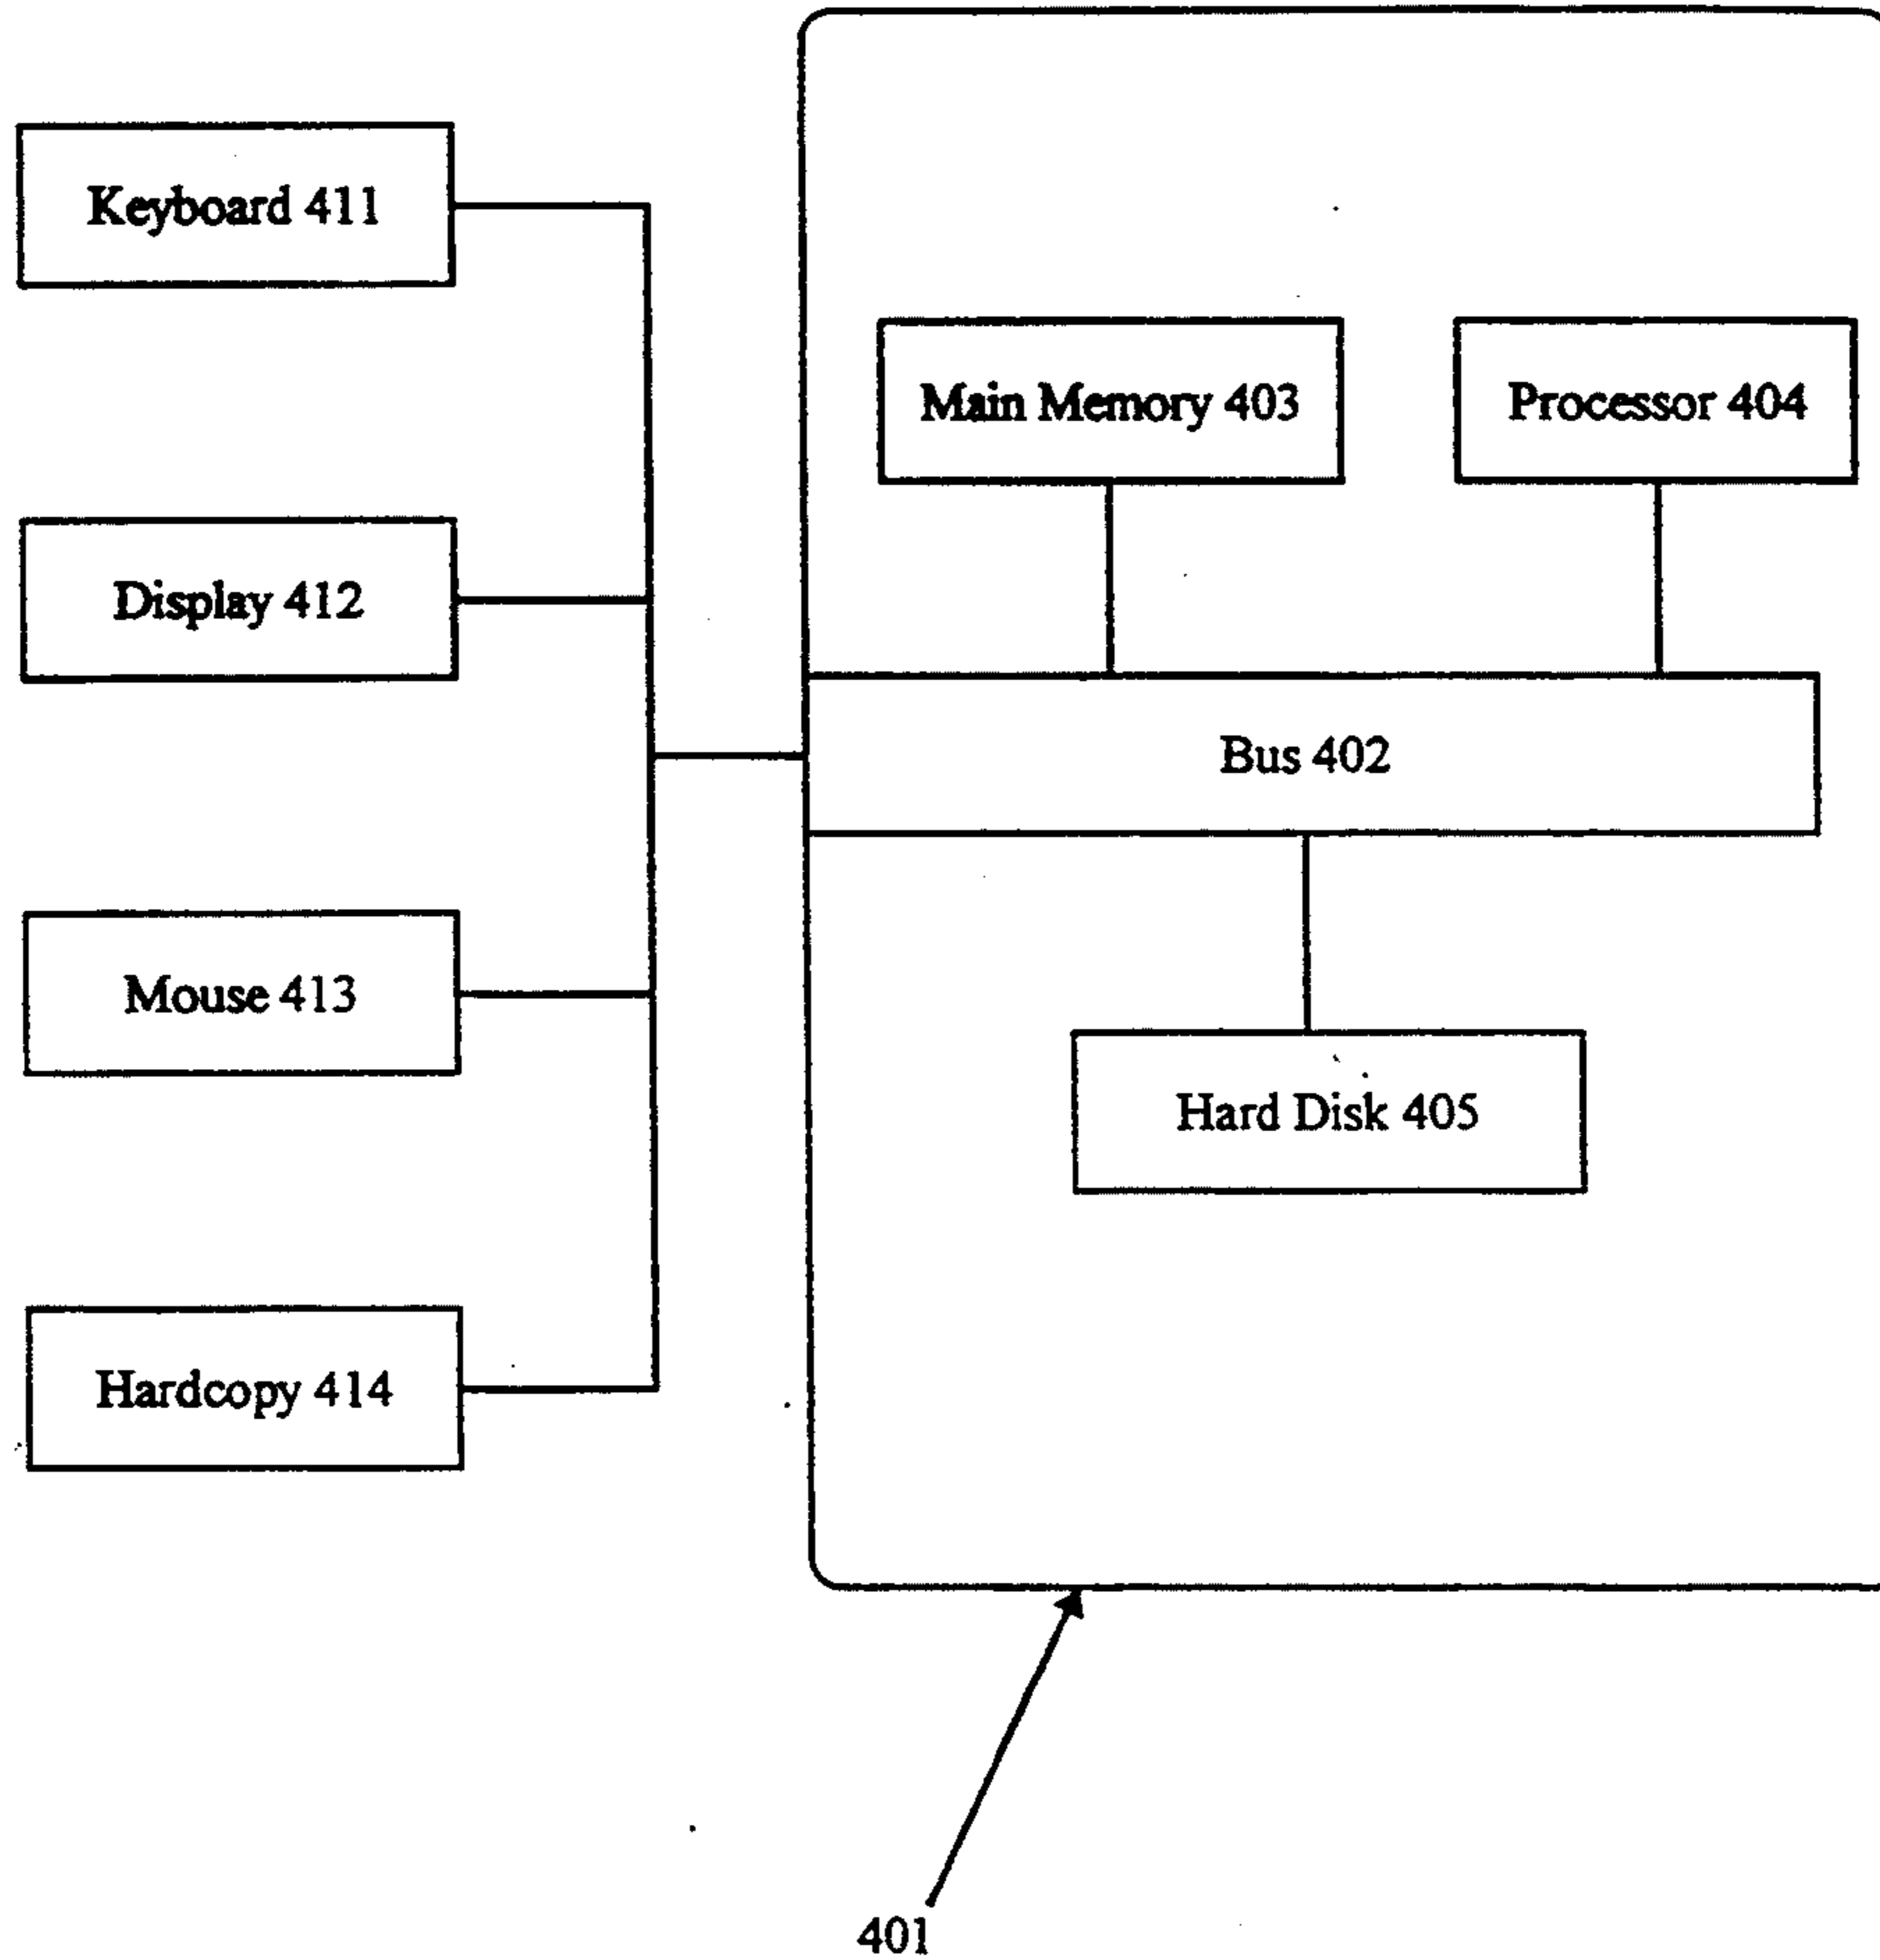 Keyboard 411
Main Memory 403
Processor 404
Display 412
Bus 402
Mouse 413
Hard Disk 405
Hardcopy 414
401